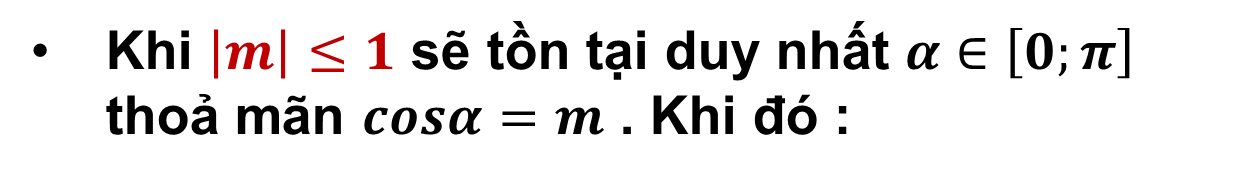 • Khi |m| ≤ 1 sẽ tồn tại duy nhất α ∈ [0; π]
thoả mãn cosα = m . Khi đó :